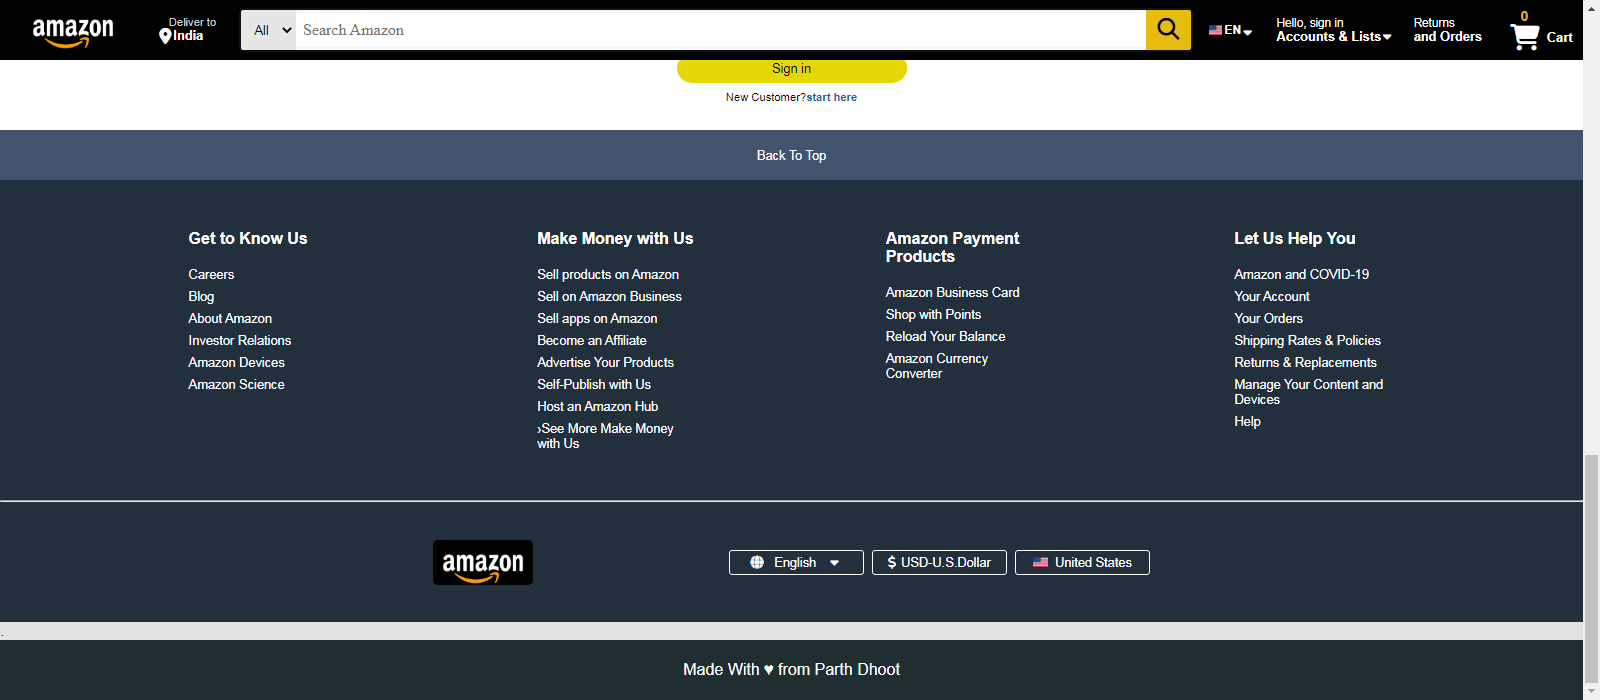 amazon
Deliver to
India
All
Search Amazon
EN
Hello, sign in
Accounts & Lists
Returns
and Orders
0
Cart
Sign in
New Customer?start here
Back To Top
Get to Know Us
Careers
Blog
About Amazon
Investor Relations
Amazon Devices
Amazon Science
Make Money with Us
Sell products on Amazon
Sell on Amazon Business
Sell apps on Amazon
Become an Affiliate
Advertise Your Products
Self-Publish with Us
Host an Amazon Hub
›See More Make Money
with Us
Amazon Payment
Products
Amazon Business Card
Shop with Points
Reload Your Balance
Amazon Currency
Converter
Let Us Help You
Amazon and COVID-19
Your Account
Your Orders
Shipping Rates & Policies
Returns & Replacements
Manage Your Content and
Devices
Help
amazon
English
$ USD-U.S.Dollar
United States
.
Made With ♥ from Parth Dhoot